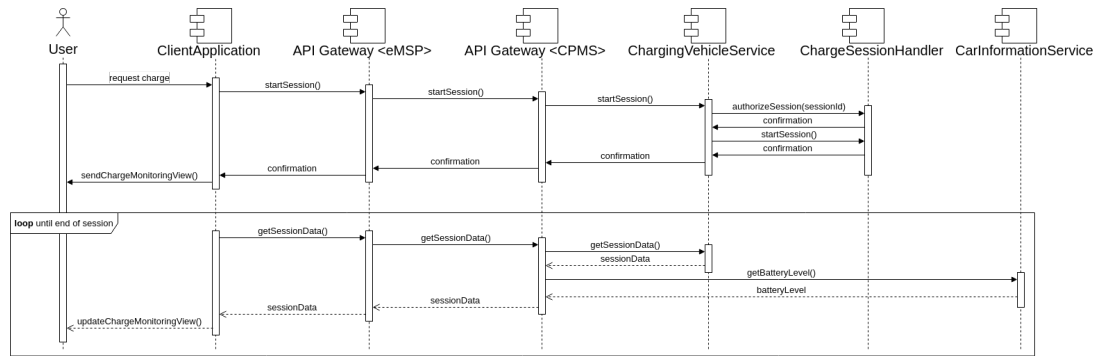 User ClientApplication API Gateway <eMSP> API Gateway <CPMS> ChargingVehicleService ChargeSessionHandler CarInformationService
request charge
startSession()
startSession()
startSession()
authorizeSession(sessionId)
confirmation
startSession()
confirmation
confirmation
confirmation
confirmation
sendChargeMonitoringView()
loop until end of session
getSessionData()
getSessionData()
getSessionData()
sessionData
getBatteryLevel()
batteryLevel
sessionData
sessionData
updateChargeMonitoringView()